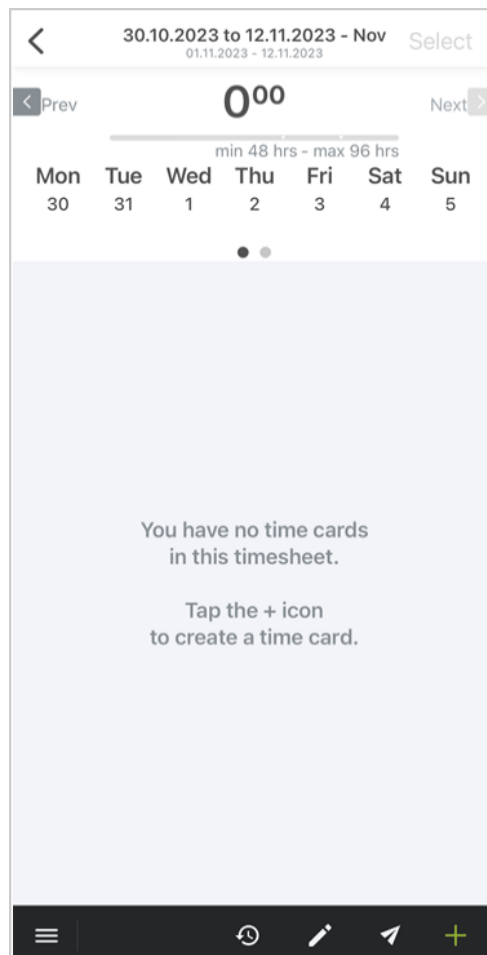 30.10.2023 to 12.11.2023 - Nov
Select
01.11.2023 - 12.11.2023
Prev
0⁰⁰
Next
min 48 hrs - max 96 hrs
Mon Tue Wed Thu Fri Sat Sun
30 31 1 2 3 4 5
You have no time cards
in this timesheet.
Tap the + icon
to create a time card.